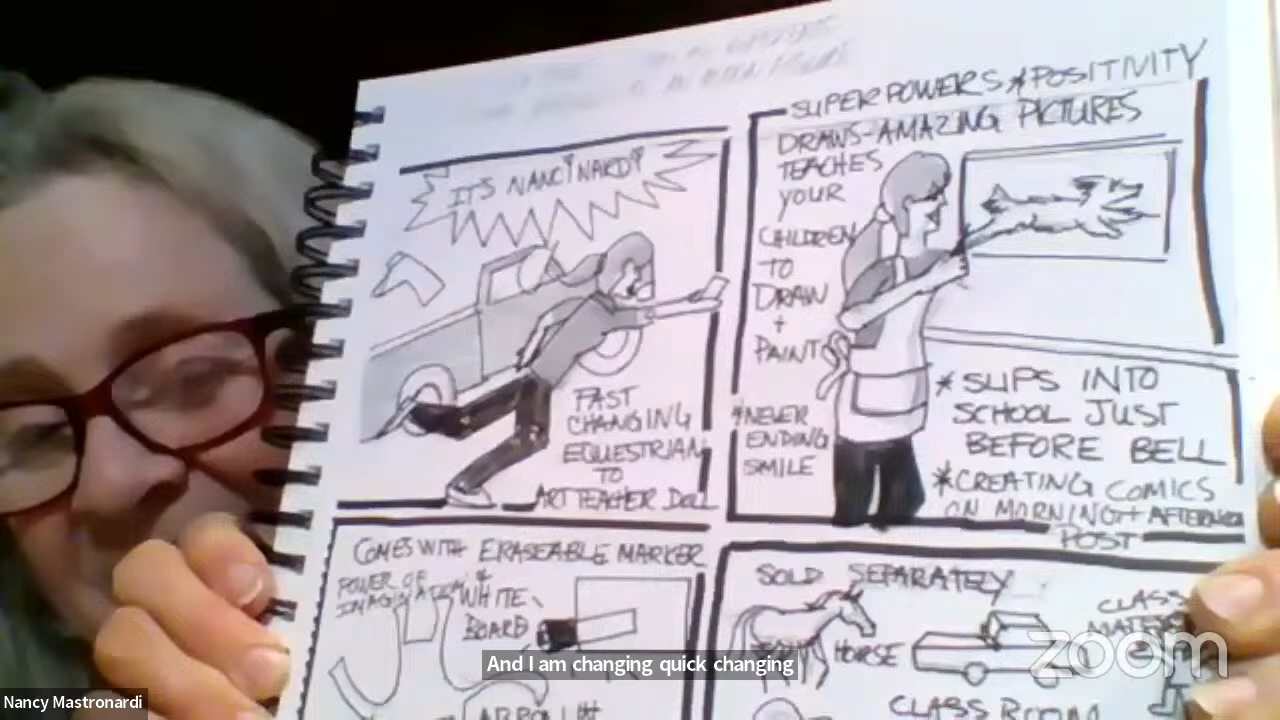 IT'S NANCY NARDY
FAST
CHANGING
EQUESTRIAN
TO
ART TEACHER DOLL
SUPERPOWERS * POSITIVITY
DRAWS-AMAZING PICTURES
TEACHES
YOUR
CHILDREN
TO
DRAW
+
PAINT
*NEVER
ENDING
SMILE
* SLIPS INTO
SCHOOL JUST
BEFORE BELL
*CREATING COMICS
ON MORNING + AFTERNOON
POST
COMES WITH ERASEABLE MARKER
POWER OF
IMAGINATION
&
WHITE
BOARD
SOLD SEPARATELY
HORSE
CLASS
CLASS ROOM
And I am changing quick changing
zoom
Nancy Mastronardi